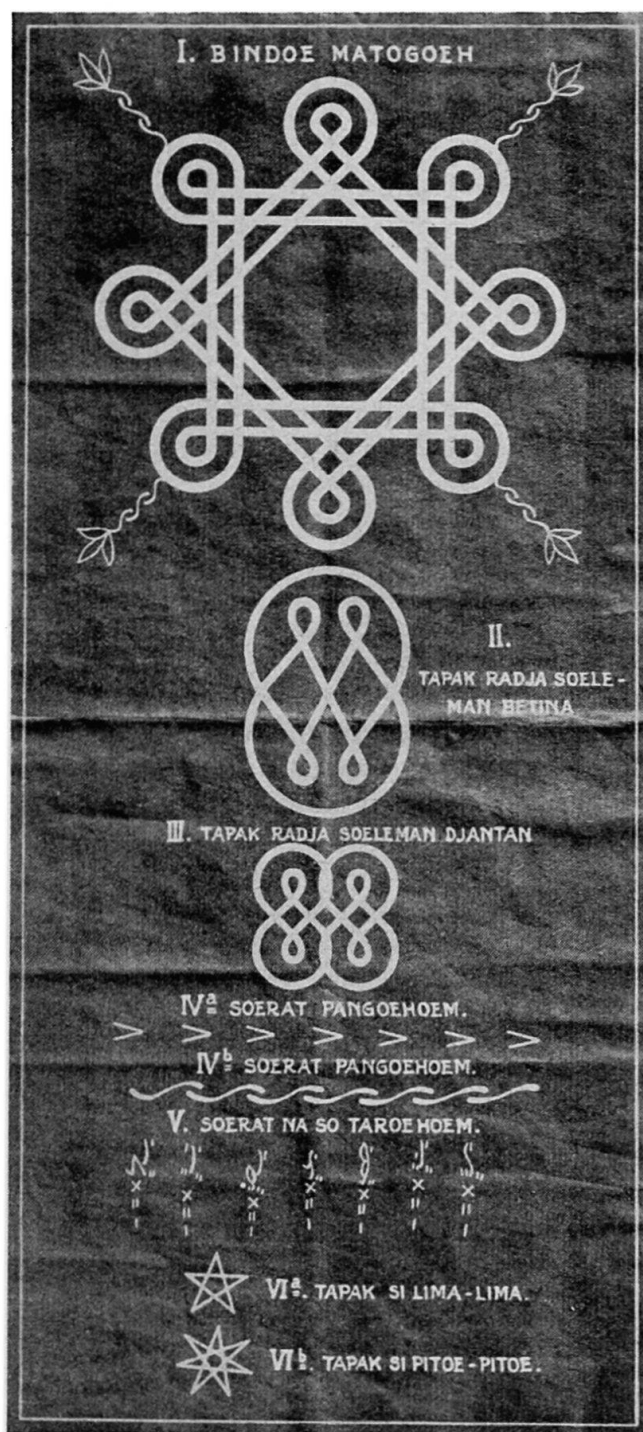 I. BINDOE MATOGOEH
II.
TAPAK RADJA SOELE-
MAN BETINA
III. TAPAK RADJA SOELEMAN DJANTAN
IVa. SOERAT PANGOEHOEM.
> > > > > > >
IVb. SOERAT PANGOEHOEM.
V. SOERAT NA SO TAROEHOEM.
VIa. TAPAK SI LIMA-LIMA.
VIb. TAPAK SI PITOE-PITOE.